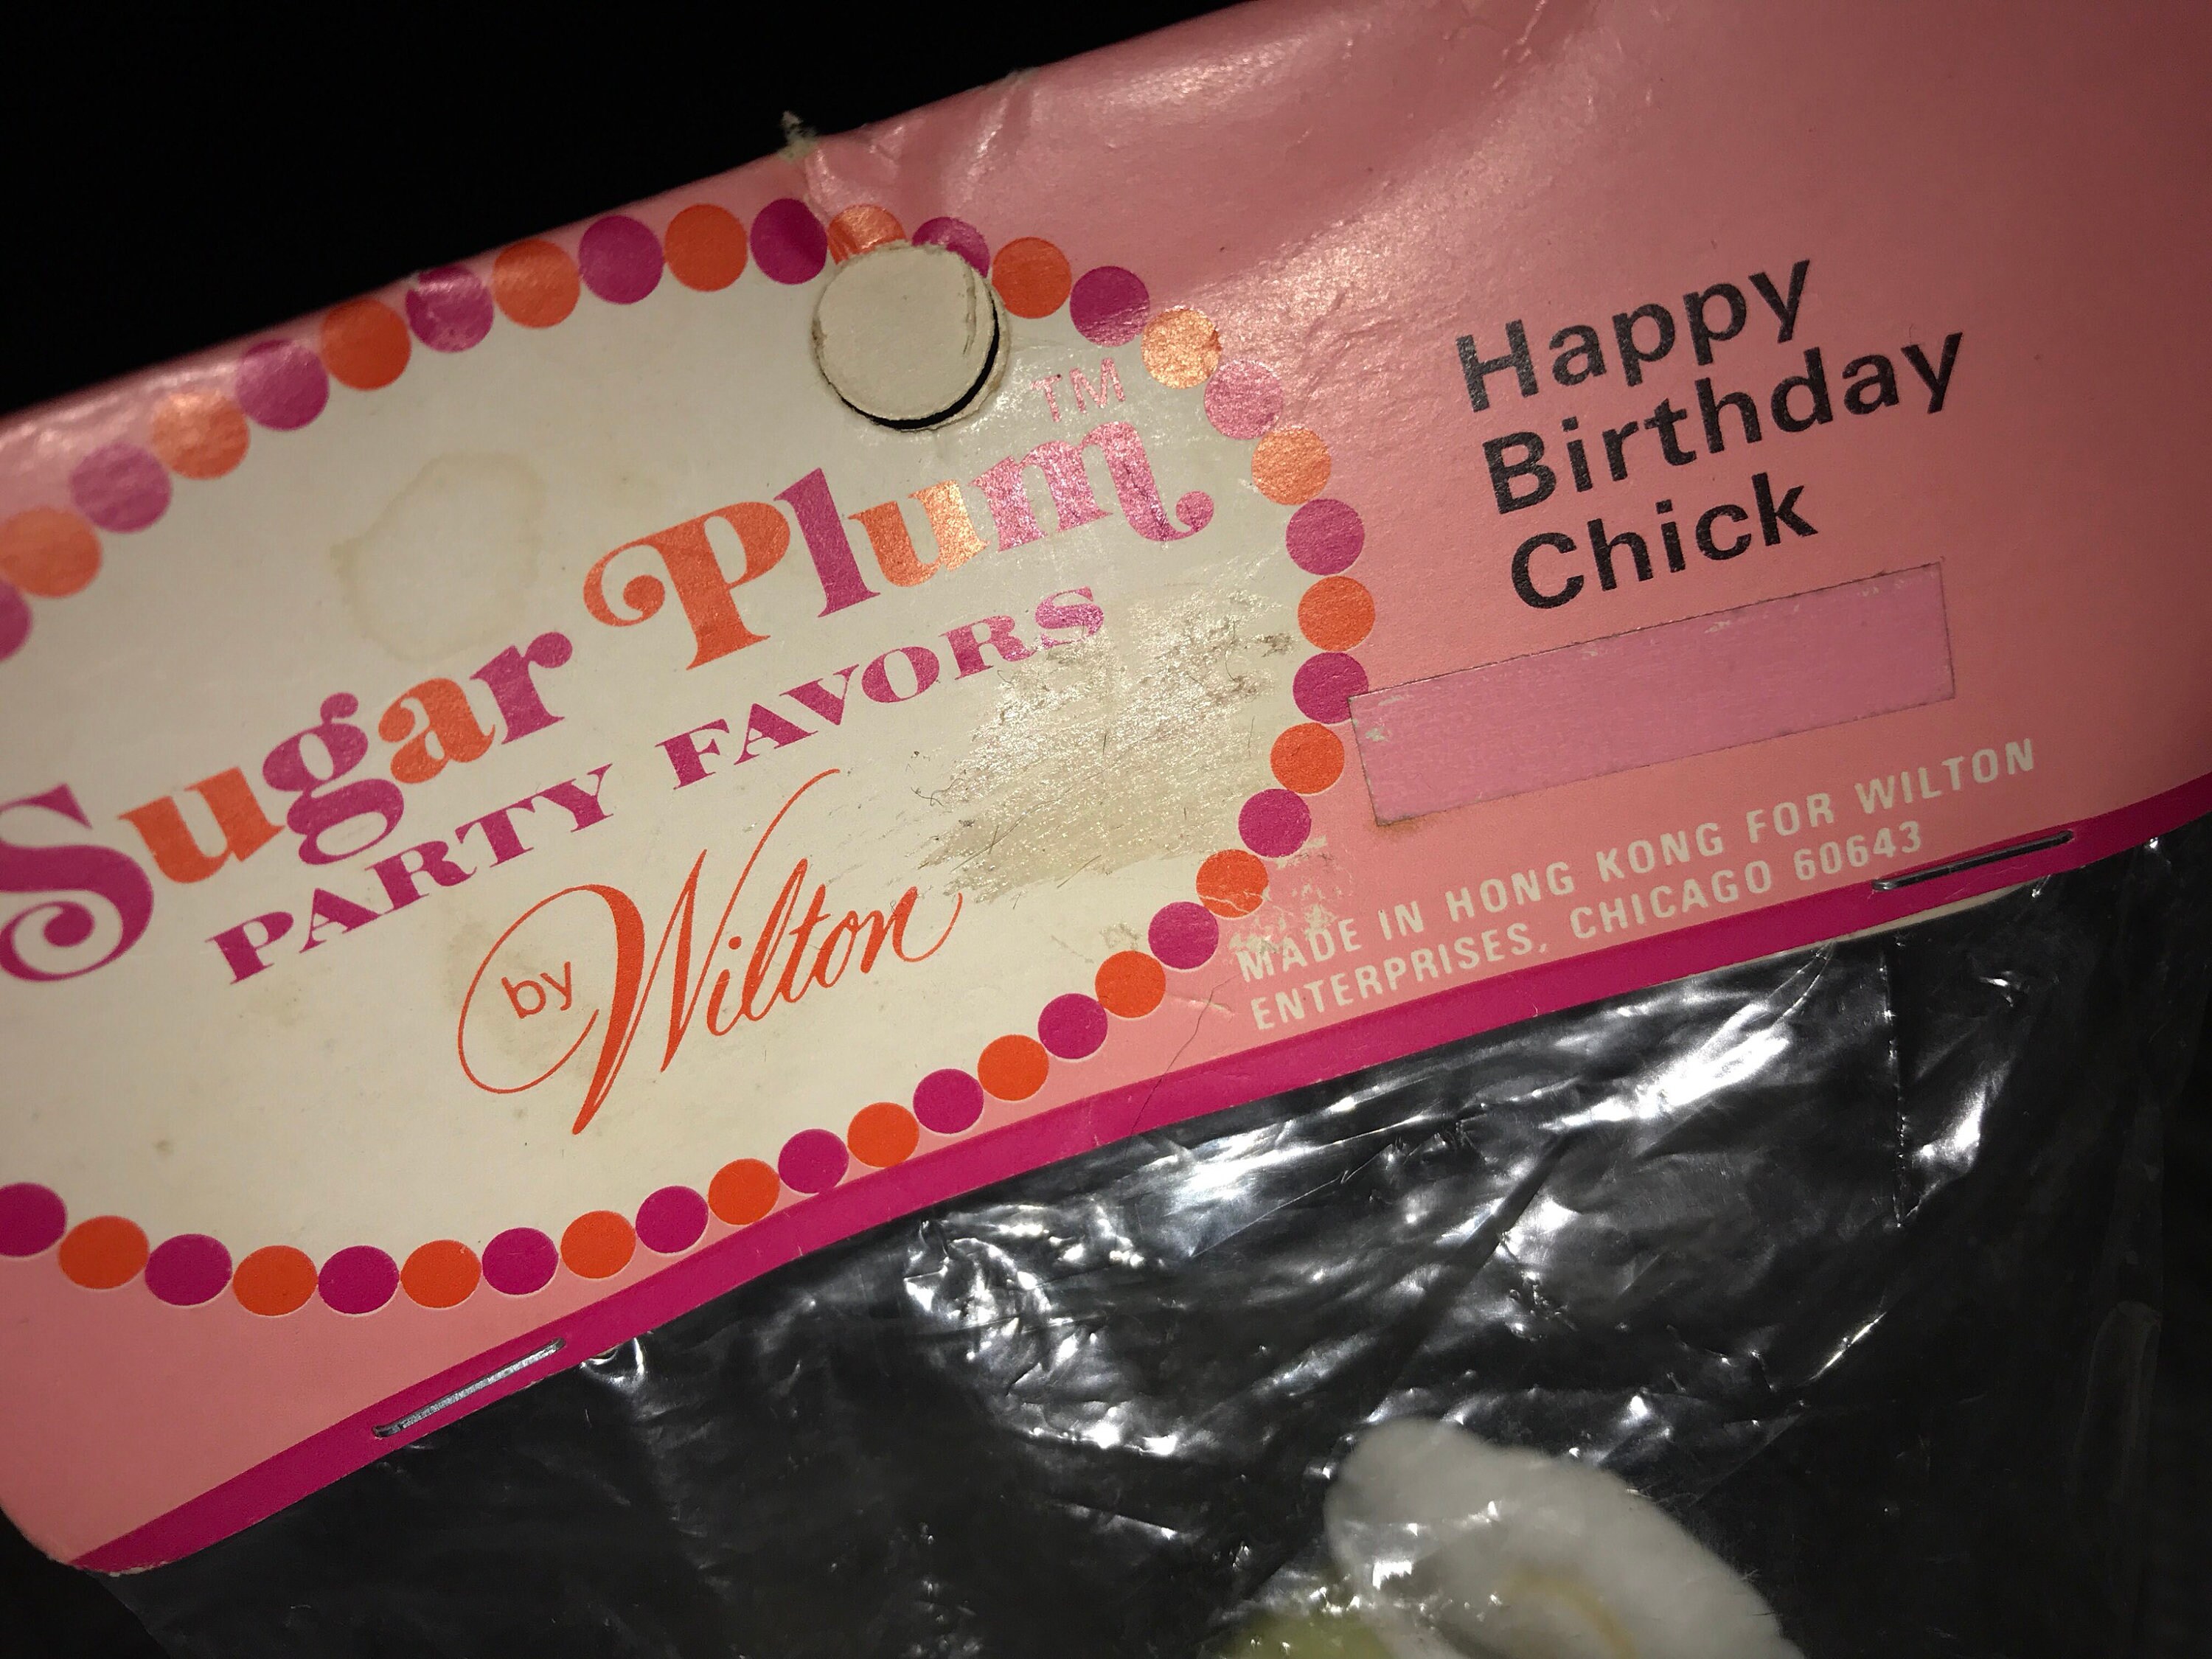 Sugar Plum™
PARTY FAVORS
by Wilton
Happy
Birthday
Chick
MADE IN HONG KONG FOR WILTON
ENTERPRISES, CHICAGO 60643